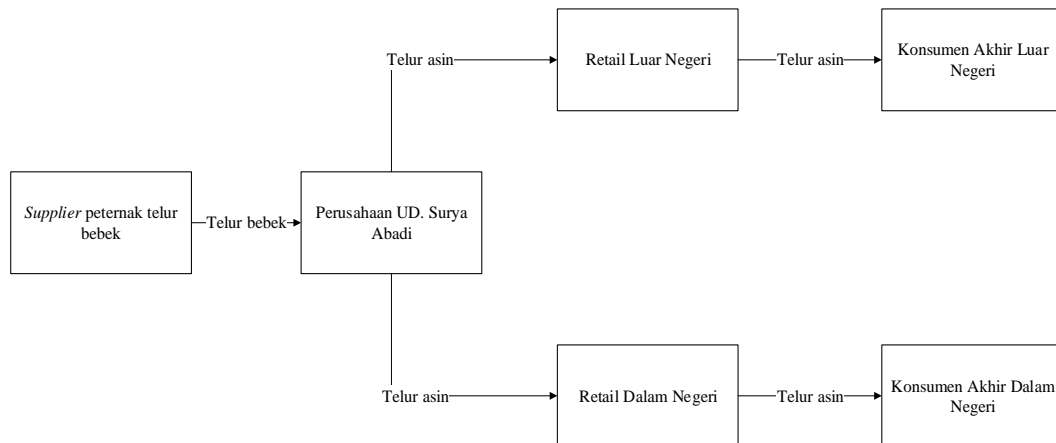 Telur asin
Retail Luar Negeri
Telur asin
Konsumen Akhir Luar
Negeri
Supplier peternak telur
bebek
Telur bebek
Perusahaan UD. Surya
Abadi
Telur asin
Retail Dalam Negeri
Telur asin
Konsumen Akhir Dalam
Negeri